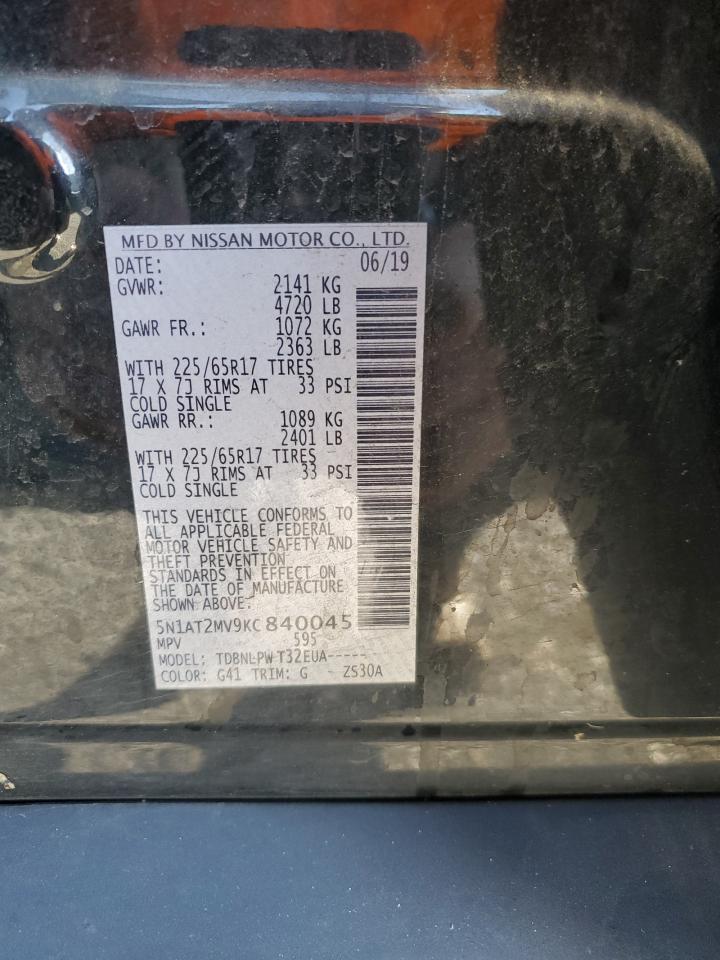 MFD BY NISSAN MOTOR CO., LTD.
DATE: 06/19
GVWR: 2141 KG
4720 LB
GAWR FR.: 1072 KG
2363 LB
WITH 225/65R17 TIRES
17 X 7J RIMS AT 33 PSI
COLD SINGLE
GAWR RR.: 1089 KG
2401 LB
WITH 225/65R17 TIRES
17 X 7J RIMS AT 33 PSI
COLD SINGLE
THIS VEHICLE CONFORMS TO
ALL APPLICABLE FEDERAL
MOTOR VEHICLE SAFETY AND
THEFT PREVENTION
STANDARDS IN EFFECT ON
THE DATE OF MANUFACTURE
SHOWN ABOVE.
5N1AT2MV9KC840045
MPV 595
MODEL: TDBNLPW T32EUA-----
COLOR: G41 TRIM: G - ZS30A